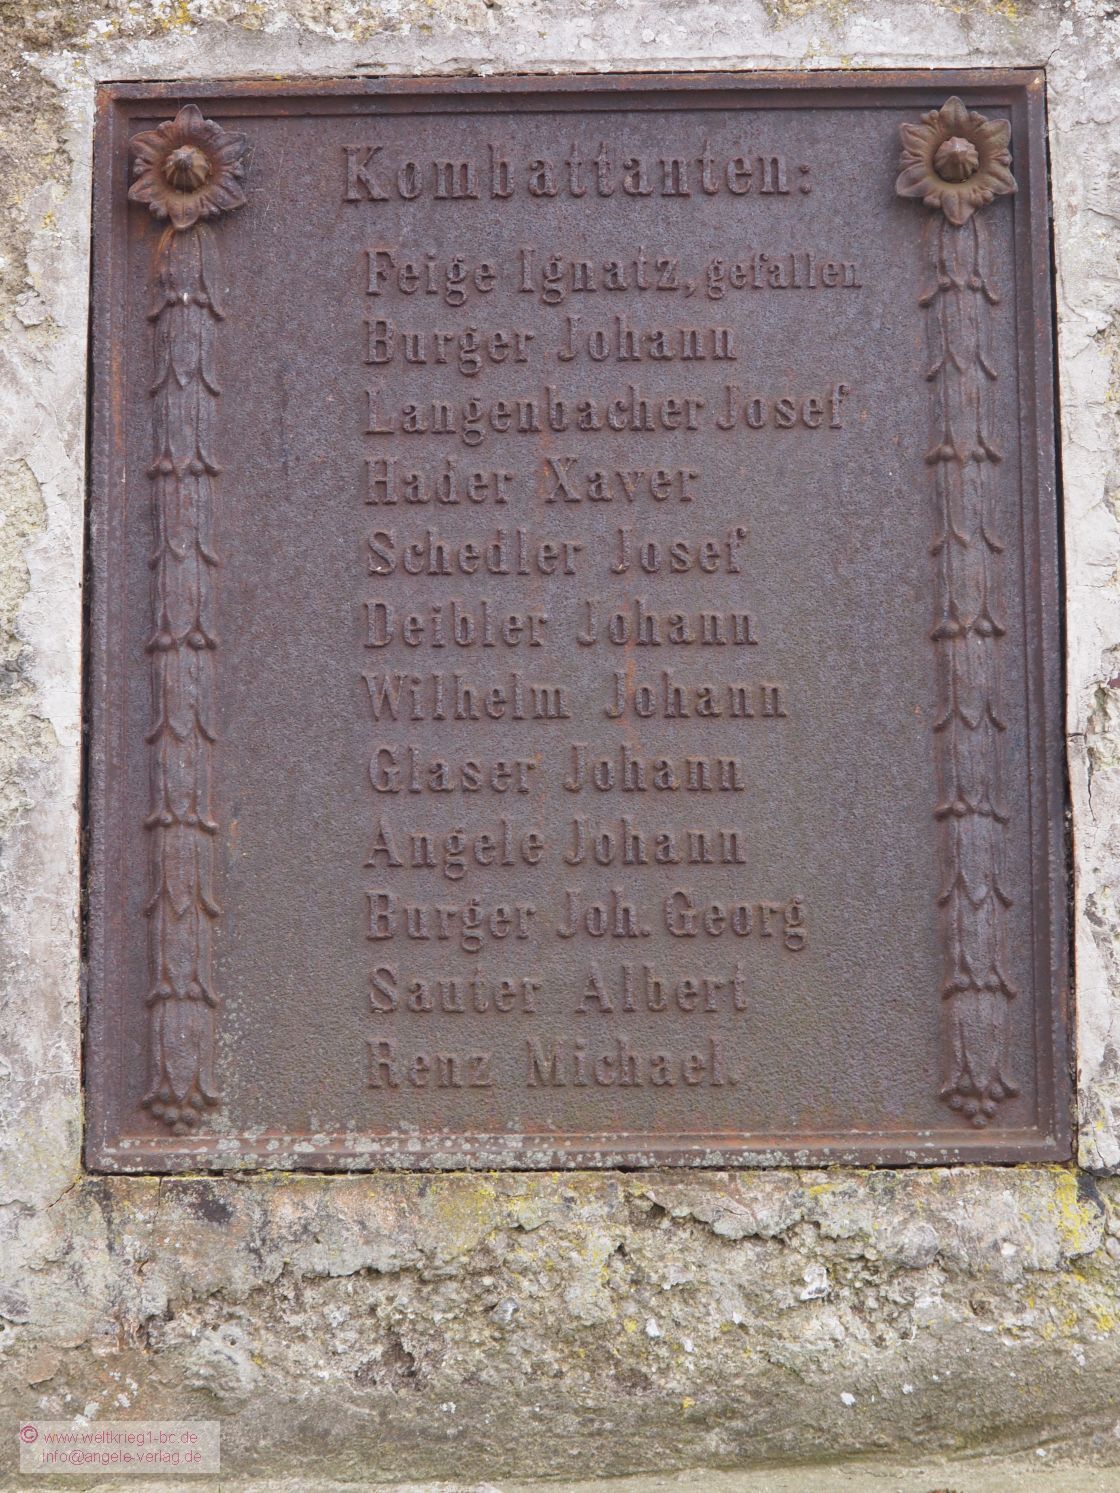 Kombattanten:
Feige Ignatz, gefallen
Burger Johann
Langenbacher Josef
Hader Xaver
Schedler Josef
Deibler Johann
Wilhelm Johann
Glaser Johann
Angele Johann
Burger Joh. Georg
Sauter Albert
Renz Michael.
© www.weltkrieg1-bc.de
info@angele-verlag.de